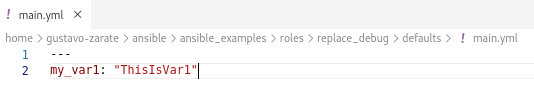 ! main.yml ×
home > gustavo-zarate > ansible > ansible_examples > roles > replace_debug > defaults > ! main.yml
1 ---
2 my_var1: "ThisIsVar1"